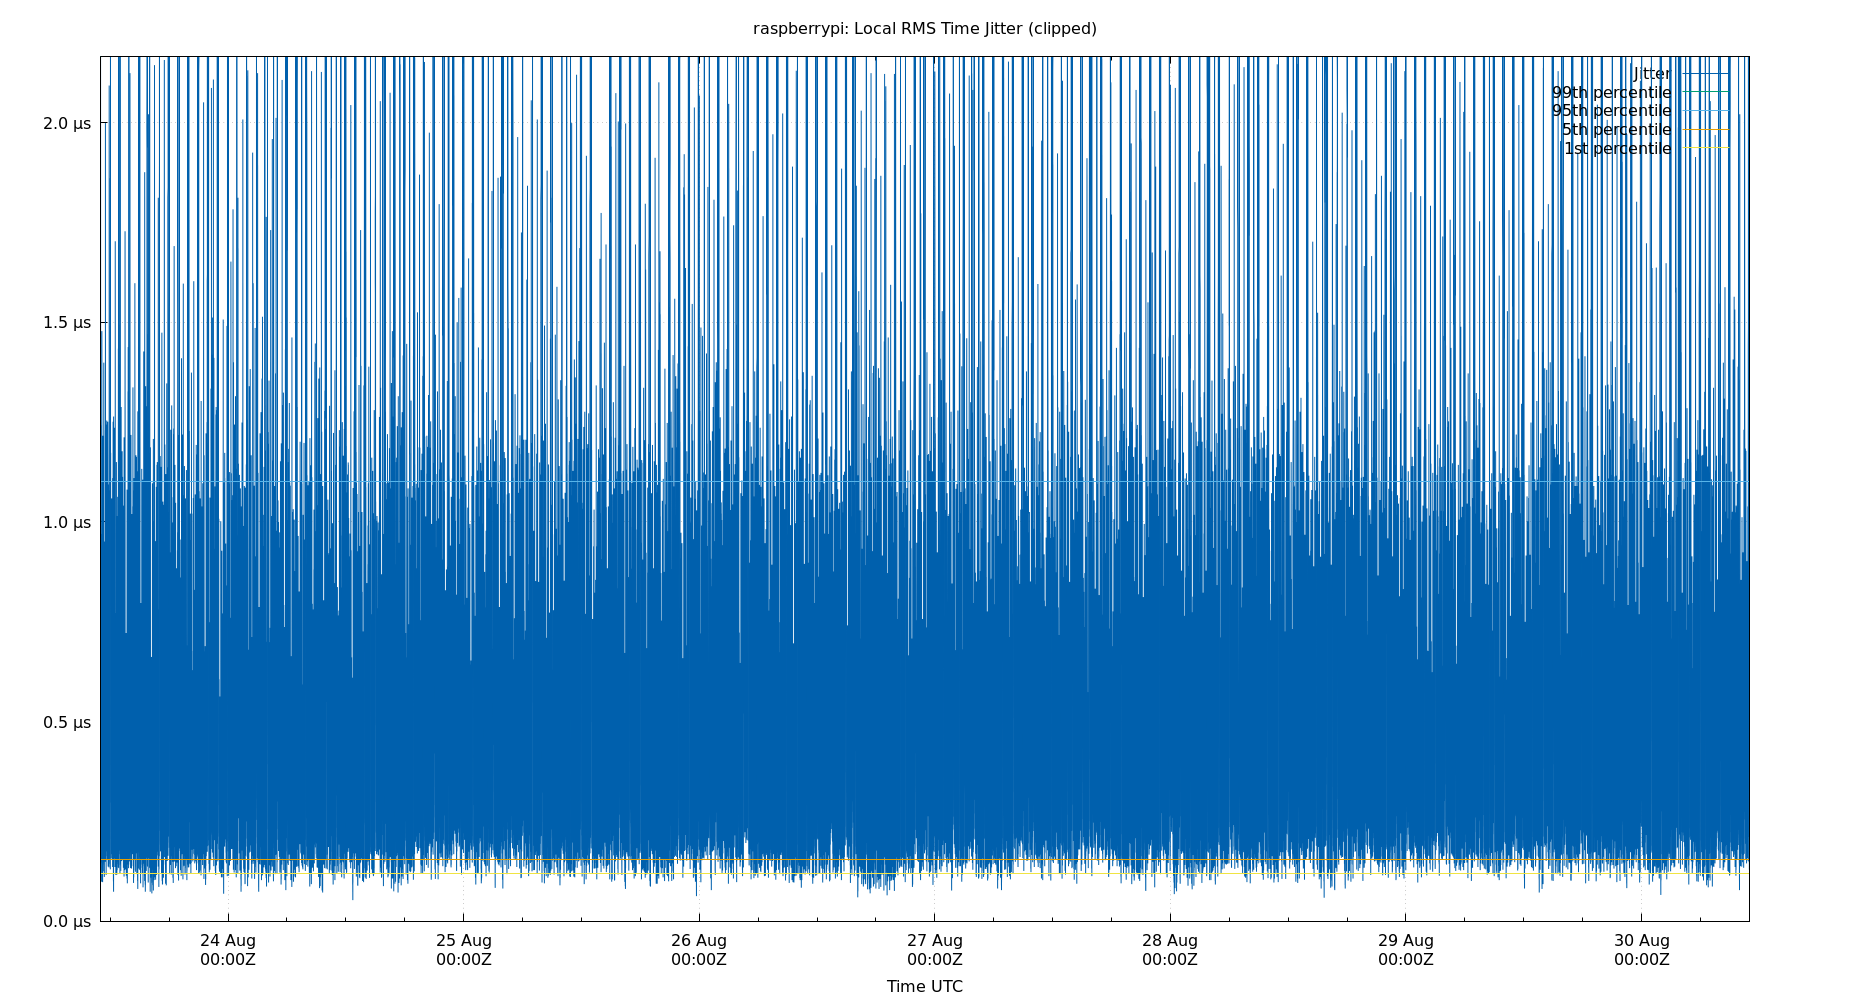 raspberrypi: Local RMS Time Jitter (clipped)
Jitter
99th percentile
95th percentile
5th percentile
1st percentile
2.0 µs
1.5 µs
1.0 µs
0.5 µs
0.0 µs
24 Aug 25 Aug 26 Aug 27 Aug 28 Aug 29 Aug 30 Aug
00:00Z 00:00Z 00:00Z 00:00Z 00:00Z 00:00Z 00:00Z
Time UTC